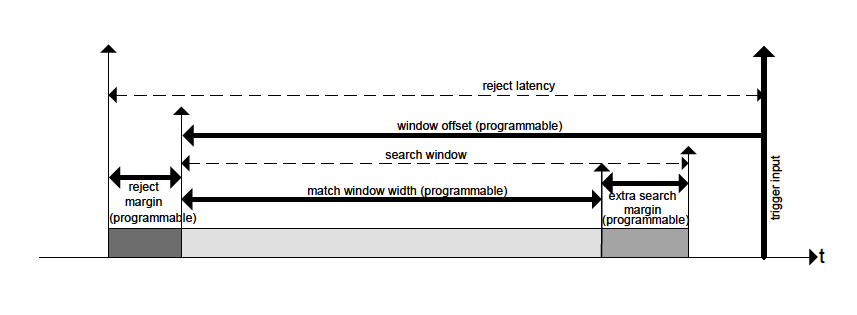 reject latency
window offset (programmable)
search window
reject
margin
(programmable)
match window width (programmable)
extra search
margin
(programmable)
trigger input
t